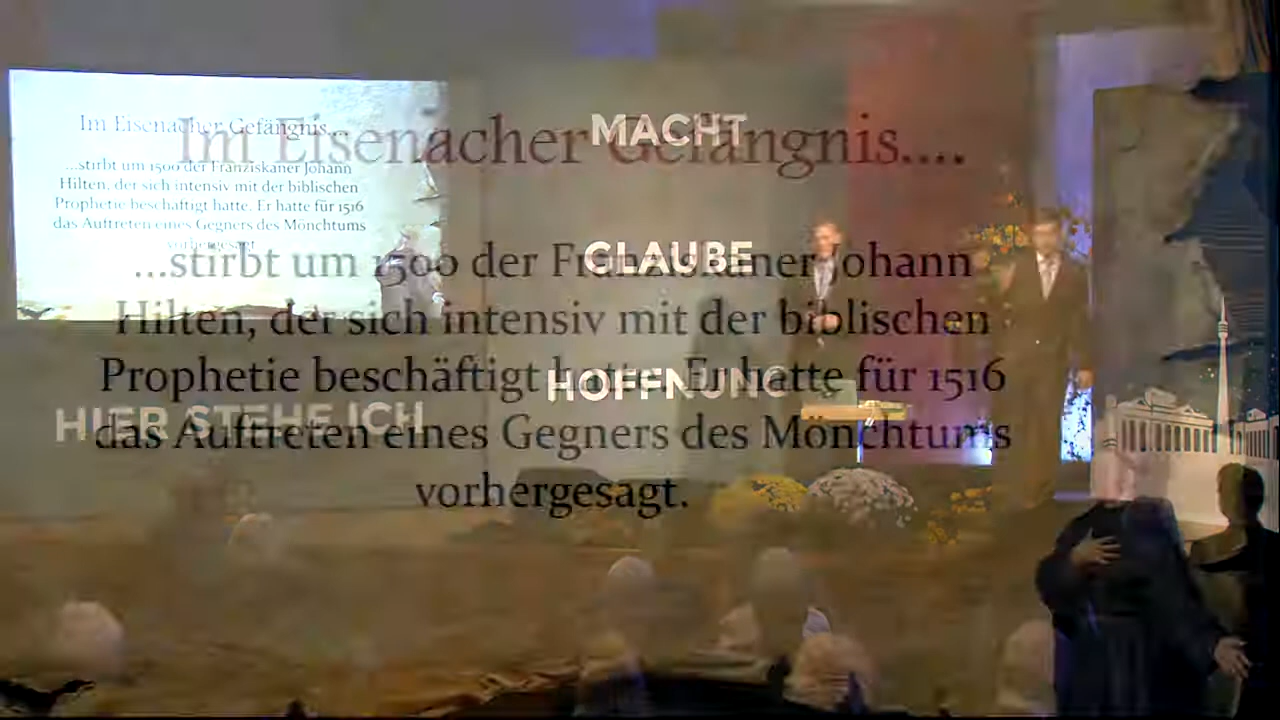 Im Eisenacher Gefängnis...
...stirbt um 1500 der Franziskaner Johann
Hilten, der sich intensiv mit der biblischen
Prophetie beschäftigt hatte. Er hatte für 1516
das Auftreten eines Gegners des Mönchtums
vorhergesagt.
Im Eisenacher Gefängnis....
...stirbt um 1500 der Franziskaner Johann
Hilten, der sich intensiv mit der biblischen
Prophetie beschäftigt hatte. Er hatte für 1516
das Auftreten eines Gegners des Mönchtums
vorhergesagt.
MACHT
GLAUBE
HOFFNUNG
HIER STEHE ICH